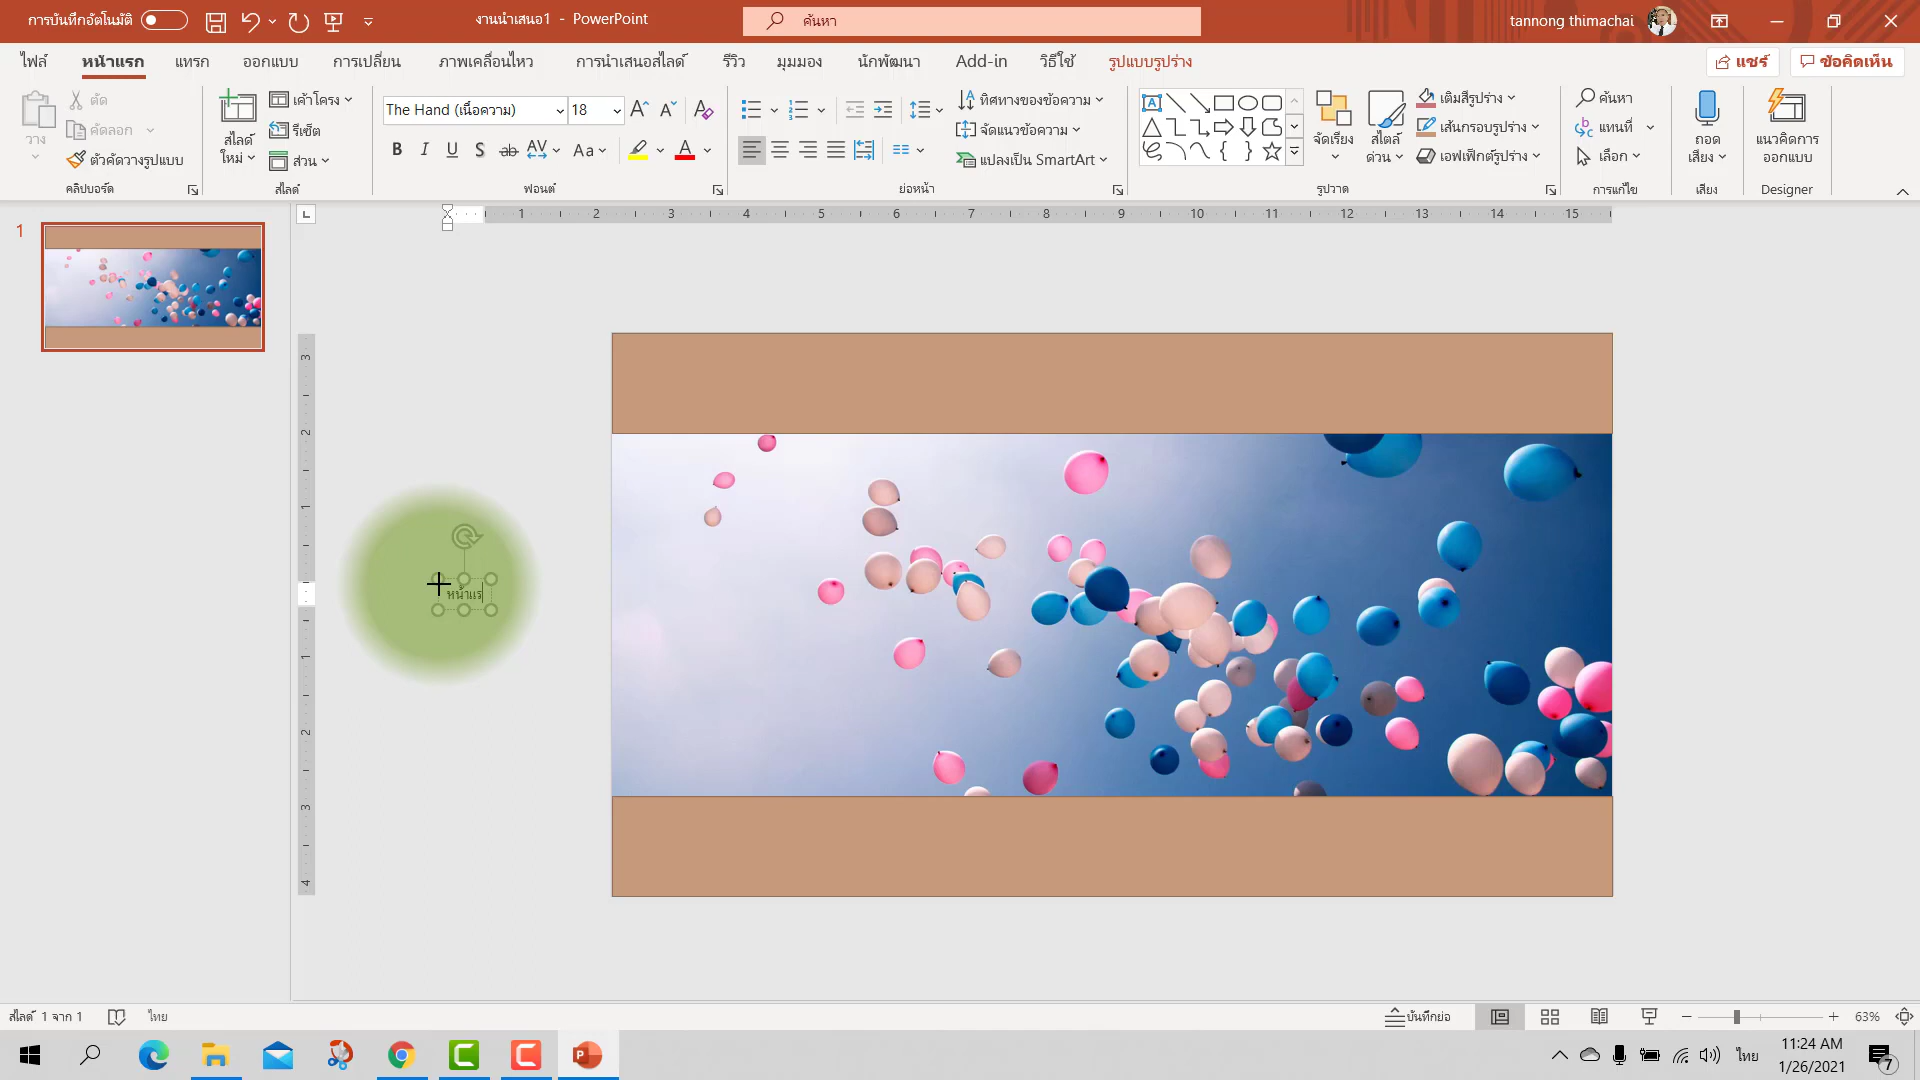 การบันทึกอัตโนมัติ
งานนำเสนอ1 - PowerPoint
ค้นหา
tannong thimachai
ไฟล์ หน้าแรก แทรก ออกแบบ การเปลี่ยน ภาพเคลื่อนไหว การนำเสนอสไลด์ รีวิว มุมมอง นักพัฒนา Add-in วิธีใช้ รูปแบบรูปร่าง
แชร์ ข้อคิดเห็น
วาง
ตัด
คัดลอก
ตัวคัดวางรูปแบบ
คลิปบอร์ด
สไลด์
ใหม่
เค้าโครง
รีเซ็ต
ส่วน
สไลด์
The Hand (เนื้อความ) 18
B I U S ab AV Aa A
ฟอนต์
ทิศทางของข้อความ
จัดแนวข้อความ
แปลงเป็น SmartArt
ย่อหน้า
จัดเรียง
สไตล์
ด่วน
เติมสีรูปร่าง
เส้นกรอบรูปร่าง
เอฟเฟ็กต์รูปร่าง
รูปวาด
ค้นหา
แทนที่
เลือก
การแก้ไข
ถอด
เสียง
เสียง
แนวคิดการ
ออกแบบ
Designer
1 2 3 4 5 6 7 8 9 10 11 12 13 14 15
1
3
2
1
1
2
3
4
หน้าแร
สไลด์ 1 จาก 1
ไทย
บันทึกย่อ
63%
ไทย
11:24 AM
1/26/2021
7